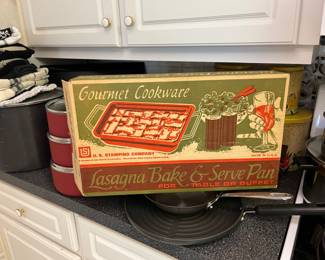 Gourmet Cookware
U. S. STAMPING COMPANY
Lasagna Bake & Serve Pan
FOR TABLE OR BUFFET